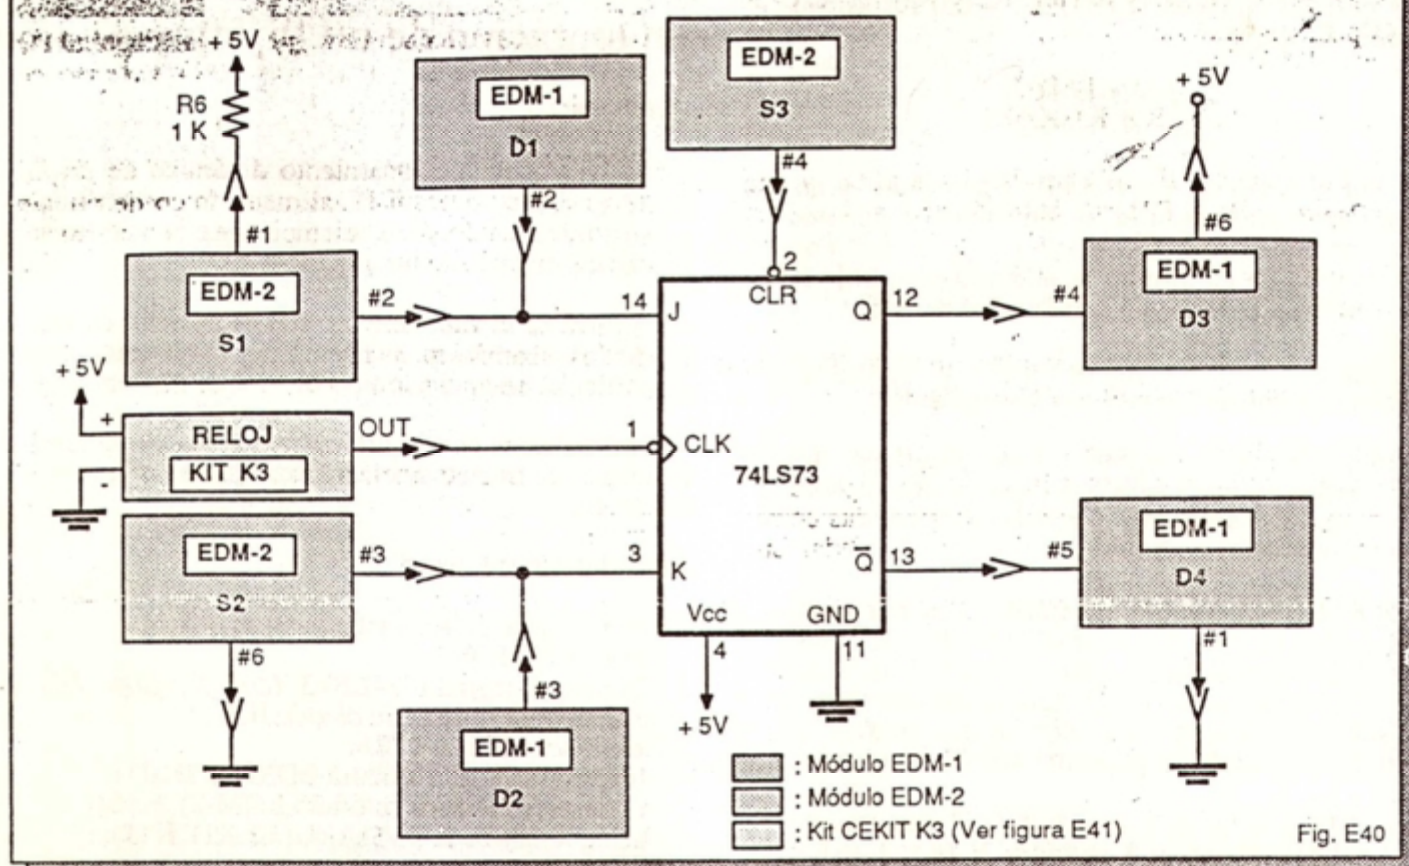 + 5V
R6
1 K
#1
EDM-2
S1
#2
EDM-1
D1
#2
EDM-2
S3
#4
2
CLR
+ 5V
#6
EDM-1
D3
14
J
Q
12
#4
+ 5V
+
-
RELOJ
KIT K3
OUT
1
CLK
74LS73
EDM-2
S2
#3
#6
3
K
Q̅
13
#5
EDM-1
D4
#1
Vcc
GND
4
11
+ 5V
#3
EDM-1
D2
: Módulo EDM-1
: Módulo EDM-2
: Kit CEKIT K3 (Ver figura E41)
Fig. E40